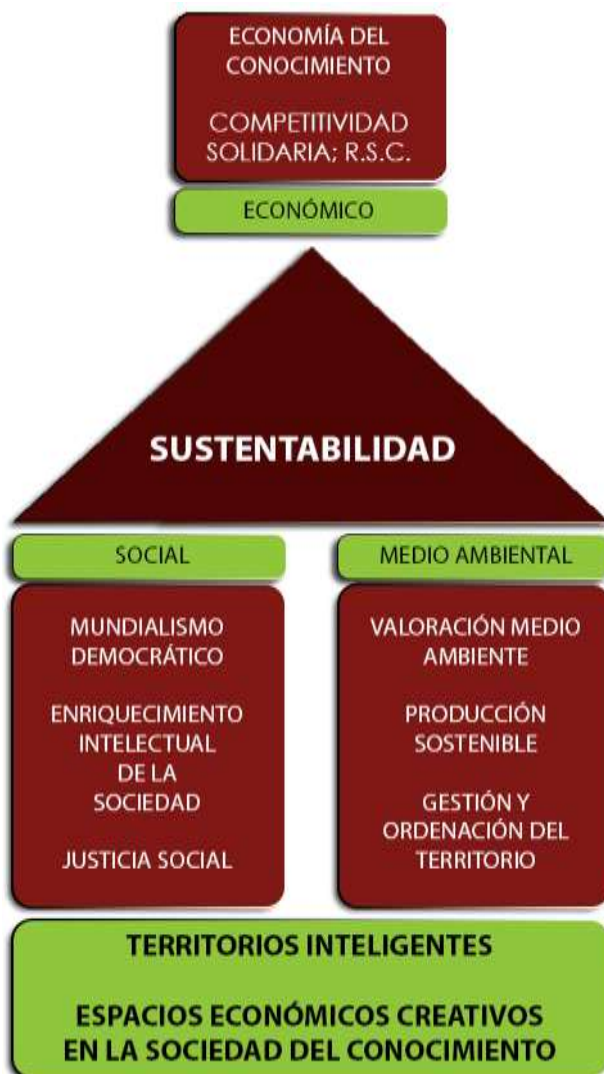 ECONOMÍA DEL
CONOCIMIENTO
COMPETITIVIDAD
SOLIDARIA; R.S.C.
ECONÓMICO
SUSTENTABILIDAD
SOCIAL
MUNDIALISMO
DEMOCRÁTICO
ENRIQUECIMIENTO
INTELECTUAL
DE LA
SOCIEDAD
JUSTICIA SOCIAL
MEDIO AMBIENTAL
VALORACIÓN MEDIO
AMBIENTE
PRODUCCIÓN
SOSTENIBLE
GESTIÓN Y
ORDENACIÓN DEL
TERRITORIO
TERRITORIOS INTELIGENTES
ESPACIOS ECONÓMICOS CREATIVOS
EN LA SOCIEDAD DEL CONOCIMIENTO